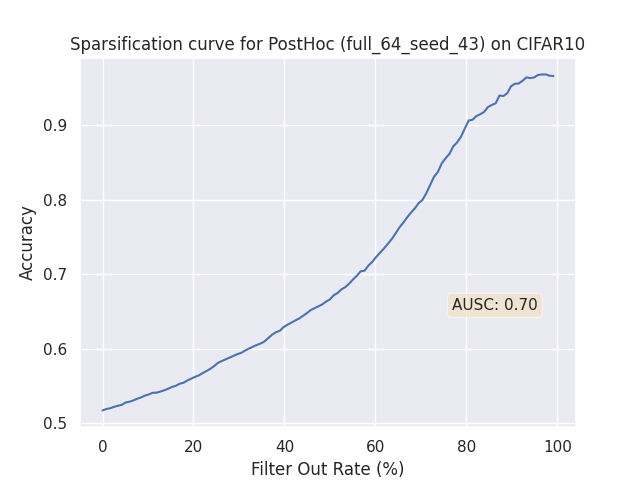 Sparsification curve for PostHoc (full_64_seed_43) on CIFAR10
0.9
0.8
0.7
0.6
0.5
Accuracy
AUSC: 0.70
0 20 40 60 80 100
Filter Out Rate (%)